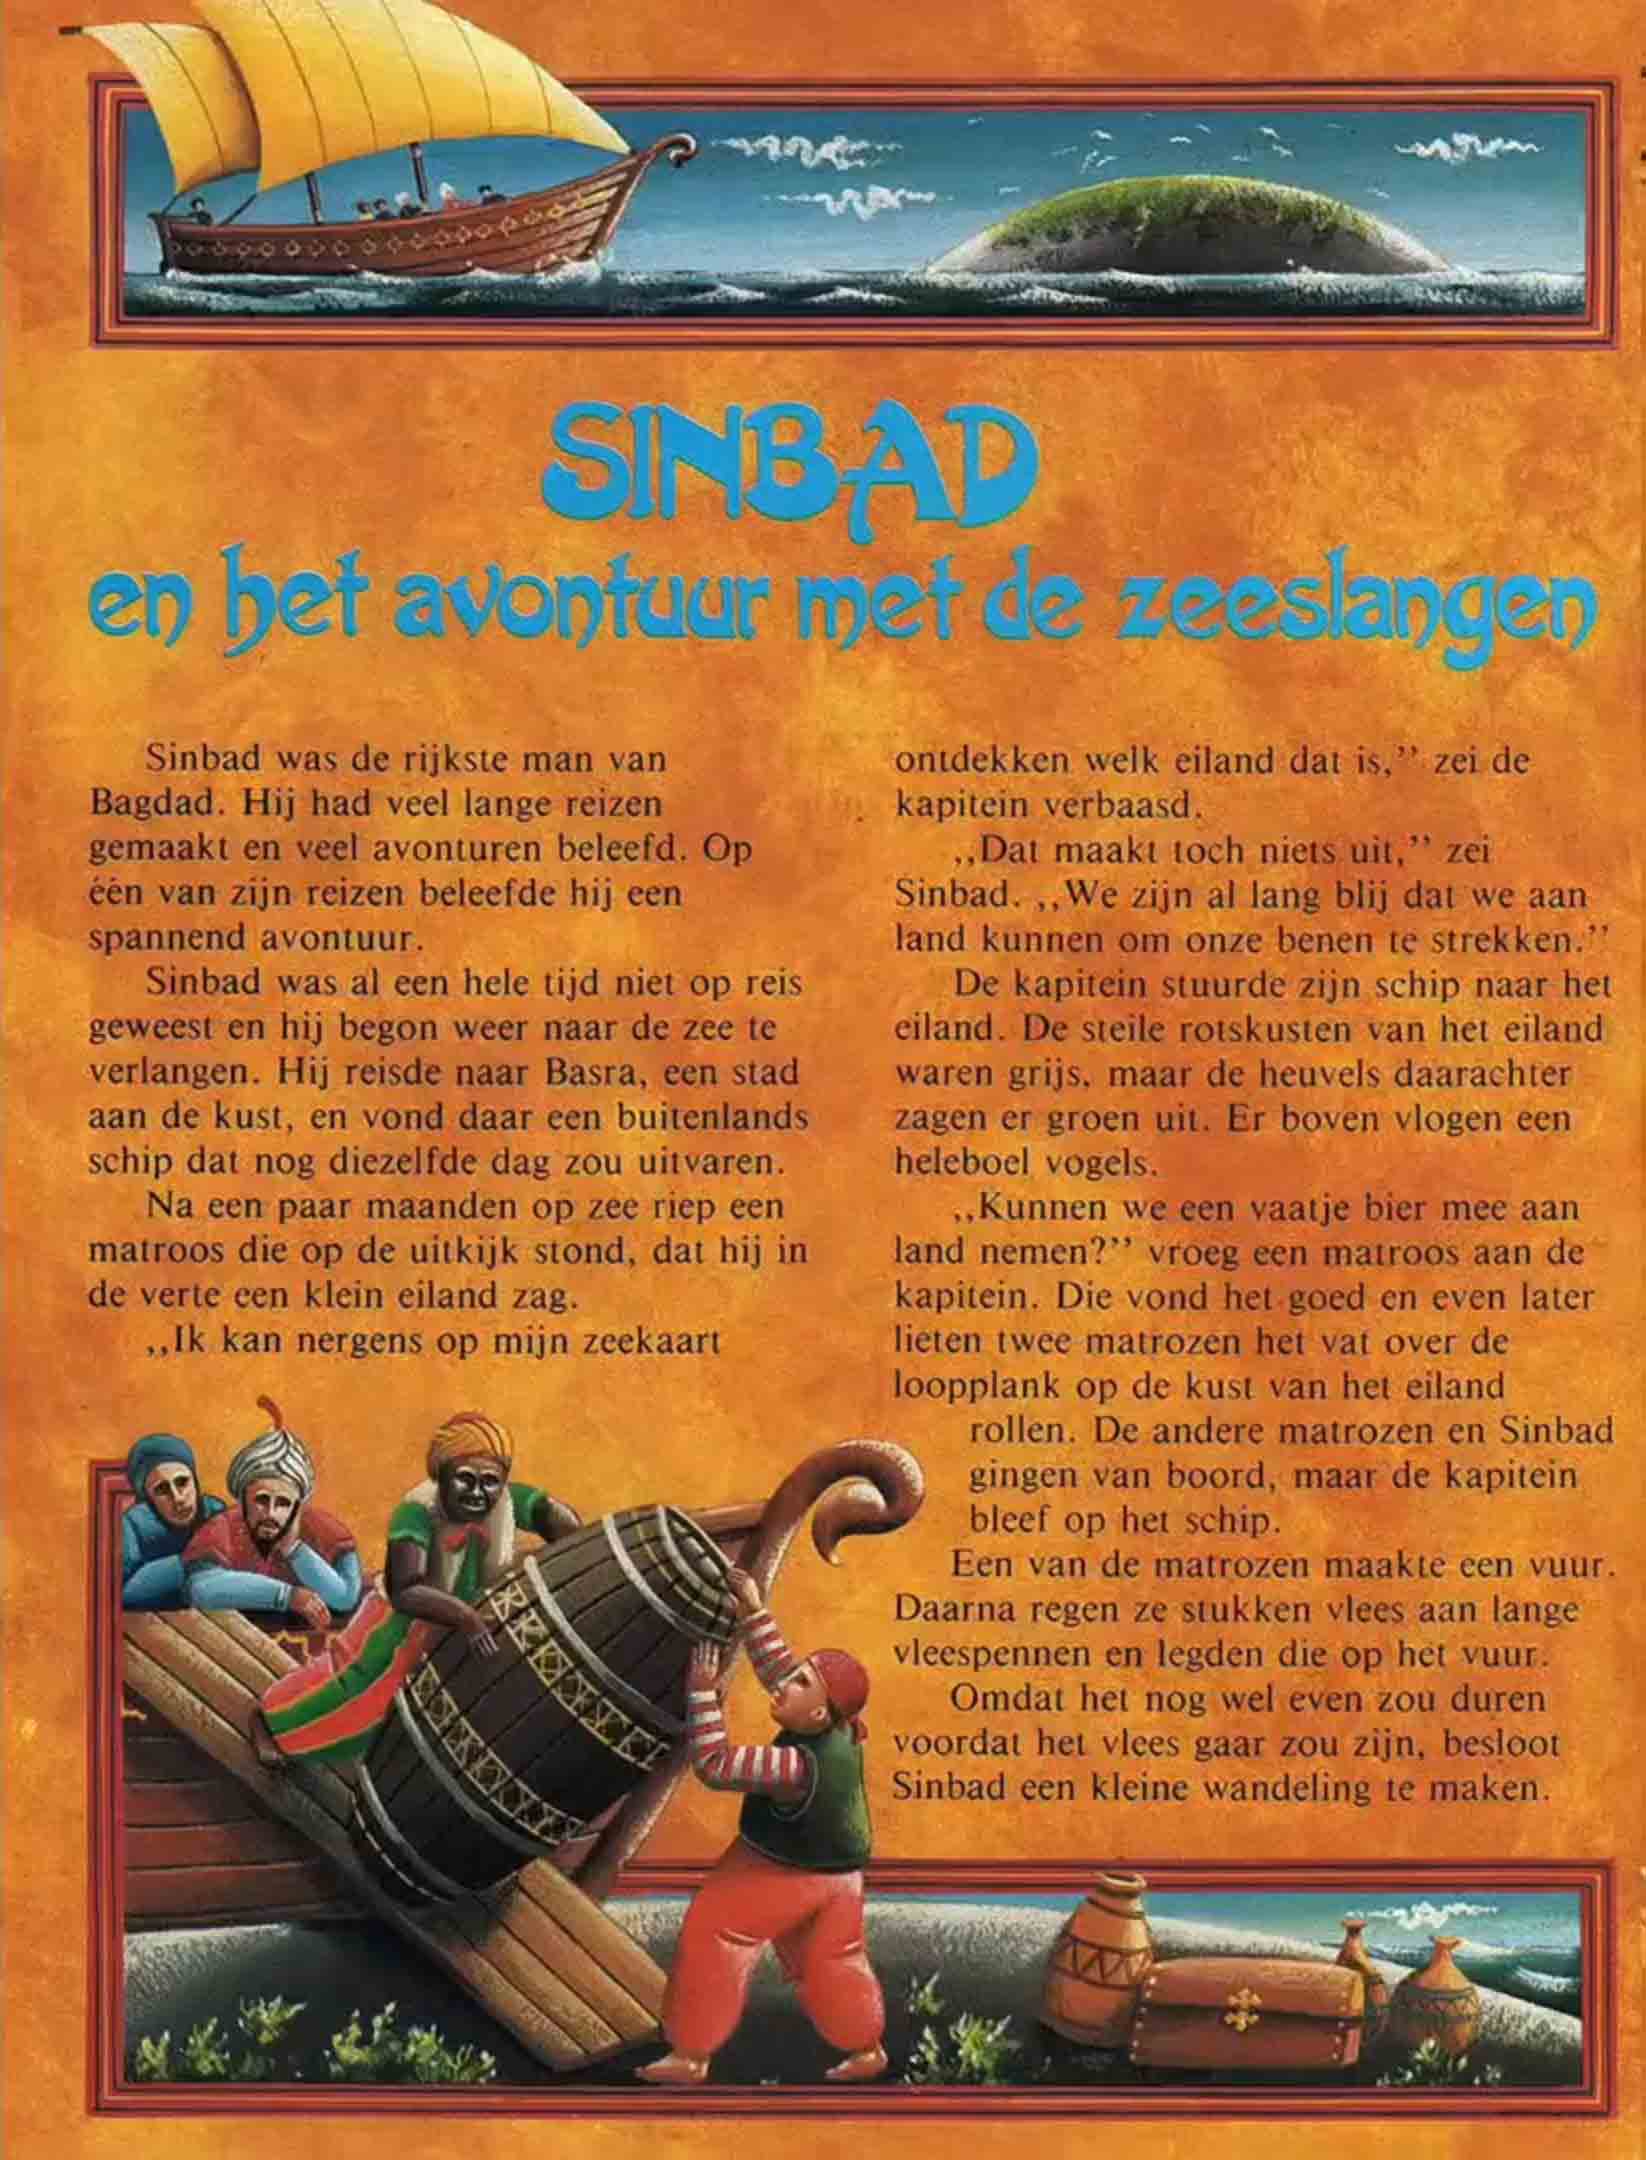 SINBAD
en het avontuur met de zeeslangen
Sinbad was de rijkste man van
Bagdad. Hij had veel lange reizen
gemaakt en veel avonturen beleefd. Op
één van zijn reizen beleefde hij een
spannend avontuur.
Sinbad was al een hele tijd niet op reis
geweest en hij begon weer naar de zee te
verlangen. Hij reisde naar Basra, een stad
aan de kust, en vond daar een buitenlands
schip dat nog diezelfde dag zou uitvaren.
Na een paar maanden op zee riep een
matroos die op de uitkijk stond, dat hij in
de verte een klein eiland zag.
,,Ik kan nergens op mijn zeekaart
ontdekken welk eiland dat is,'' zei de
kapitein verbaasd.
,,Dat maakt toch niets uit,'' zei
Sinbad. ,,We zijn al lang blij dat we aan
land kunnen om onze benen te strekken.''
De kapitein stuurde zijn schip naar het
eiland. De steile rotskusten van het eiland
waren grijs, maar de heuvels daarachter
zagen er groen uit. Er boven vlogen een
heleboel vogels.
,,Kunnen we een vaatje bier mee aan
land nemen?'' vroeg een matroos aan de
kapitein. Die vond het goed en even later
lieten twee matrozen het vat over de
loopplank op de kust van het eiland
rollen. De andere matrozen en Sinbad
gingen van boord, maar de kapitein
bleef op het schip.
Een van de matrozen maakte een vuur.
Daarna regen ze stukken vlees aan lange
vleespennen en legden die op het vuur.
Omdat het nog wel even zou duren
voordat het vlees gaar zou zijn, besloot
Sinbad een kleine wandeling te maken.